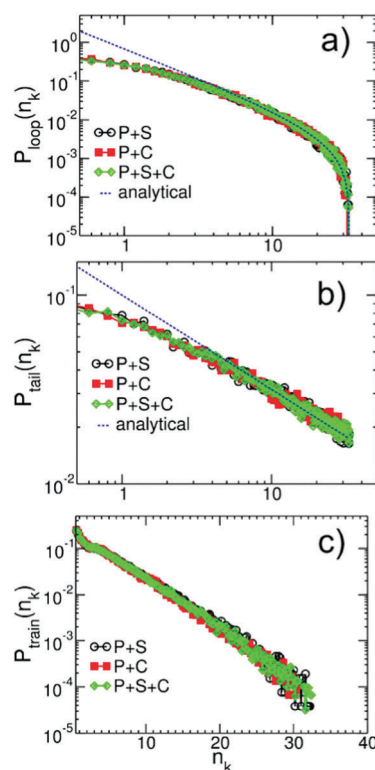 a)
P_loop(n_k)
10^0
10^-1
10^-2
10^-3
10^-4
10^-5
P+S
P+C
P+S+C
analytical
1 10
b)
P_tail(n_k)
10^-1
10^-2
P+S
P+C
P+S+C
analytical
1 10
c)
P_train(n_k)
10^-1
10^-2
10^-3
10^-4
10^-5
P+S
P+C
P+S+C
10 20 30 40
n_k